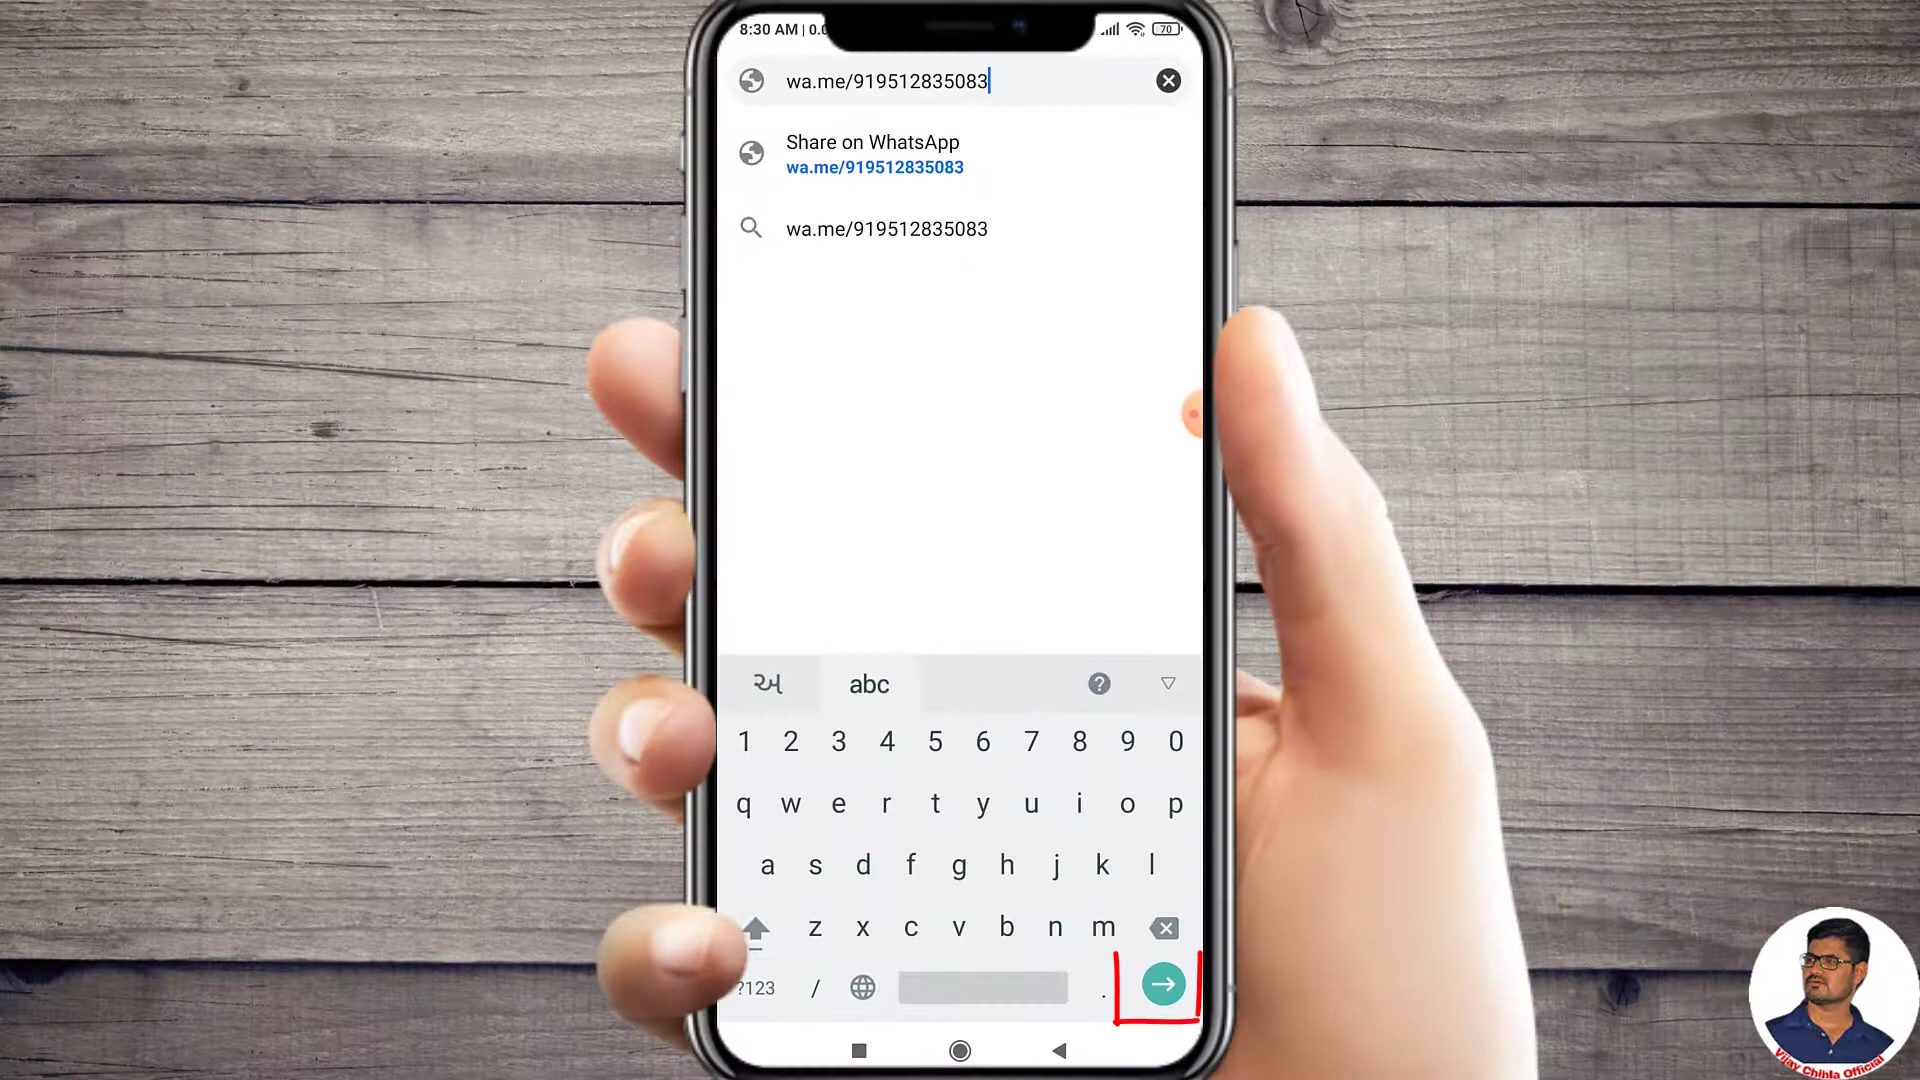 8:30 AM | 0.0
70
wa.me/919512835083
Share on WhatsApp
wa.me/919512835083
wa.me/919512835083
અ abc ?
1 2 3 4 5 6 7 8 9 0
q w e r t y u i o p
a s d f g h j k l
z x c v b n m
?123 / .
Vijay Chihla Official